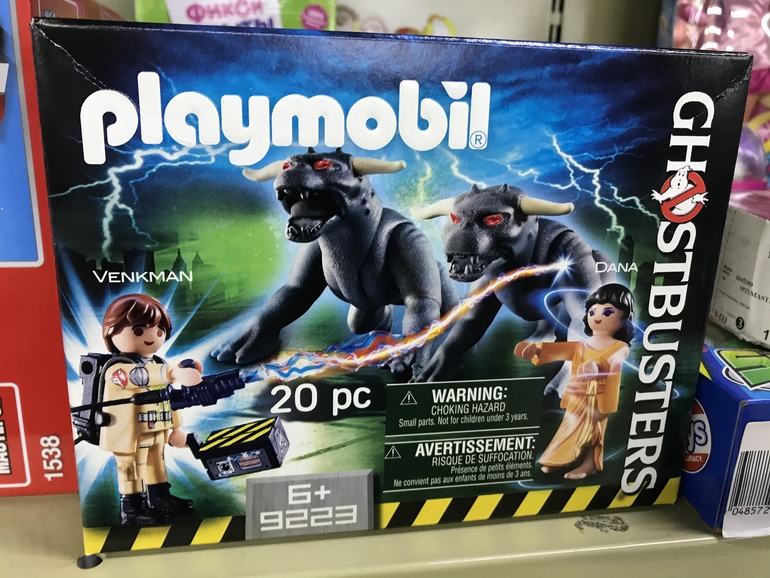 ФИКСИ
playmobil®
GHOSTBUSTERS
VENKMAN
DANA
20 pc
⚠ WARNING:
CHOKING HAZARD
Small parts. Not for children under 3 years.
⚠ AVERTISSEMENT:
RISQUE DE SUFFOCATION.
Présence de petits éléments.
Ne convient pas aux enfants de moins de 3 ans.
6+
9223
1538